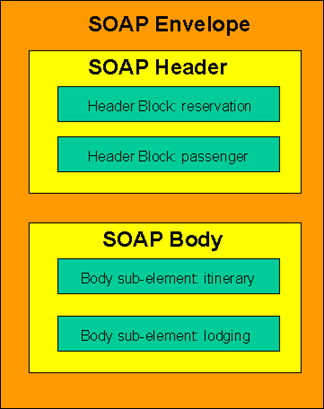 SOAP Envelope
SOAP Header
Header Block: reservation
Header Block: passenger
SOAP Body
Body sub-element: itinerary
Body sub-element: lodging